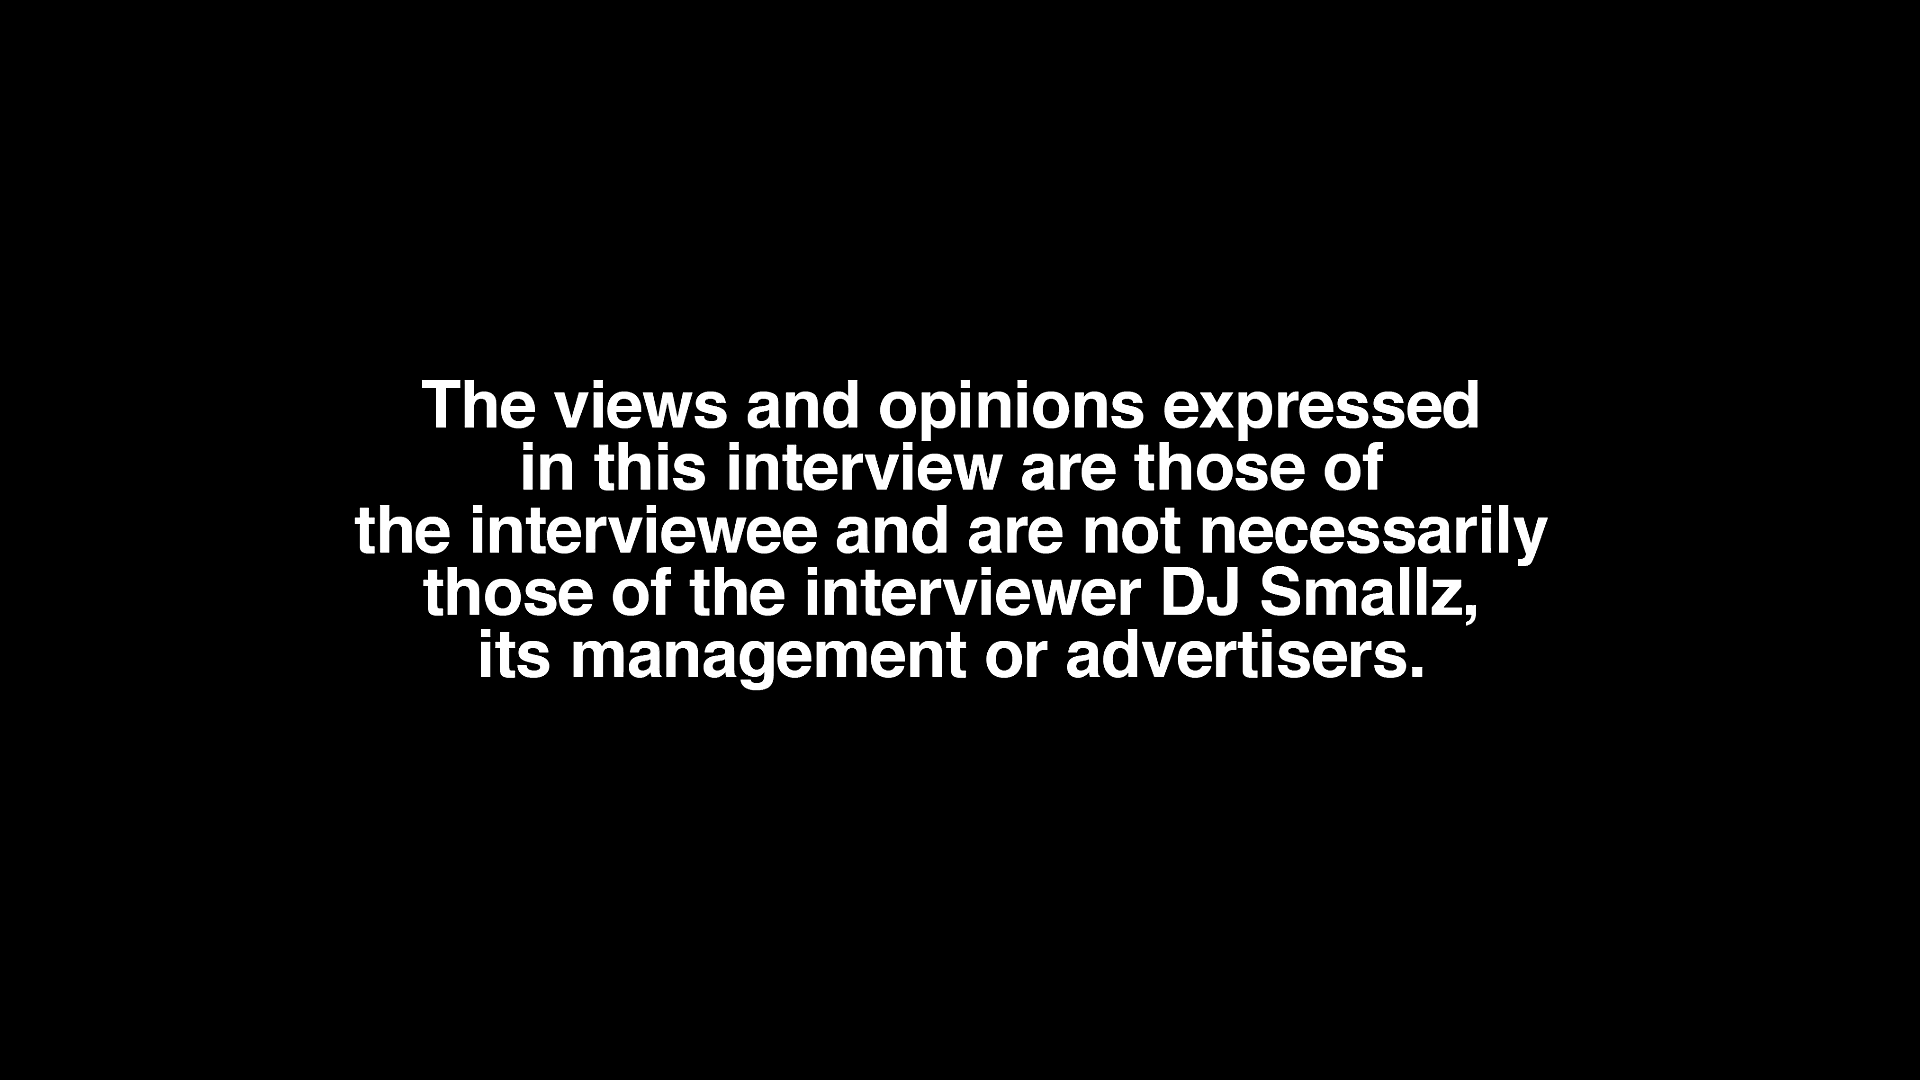 The views and opinions expressed
in this interview are those of
the interviewee and are not necessarily
those of the interviewer DJ Smallz,
its management or advertisers.